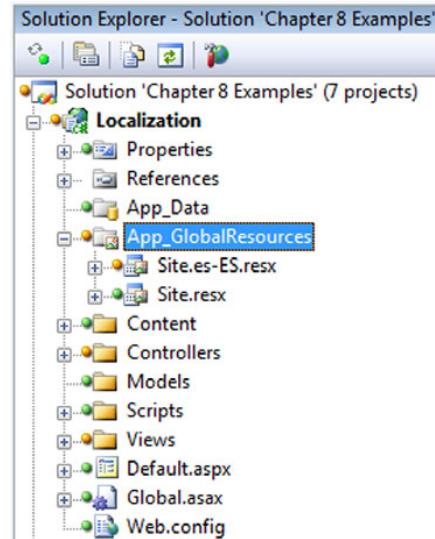 Solution Explorer - Solution 'Chapter 8 Examples'
Solution 'Chapter 8 Examples' (7 projects)
Localization
Properties
References
App_Data
App_GlobalResources
Site.es-ES.resx
Site.resx
Content
Controllers
Models
Scripts
Views
Default.aspx
Global.asax
Web.config